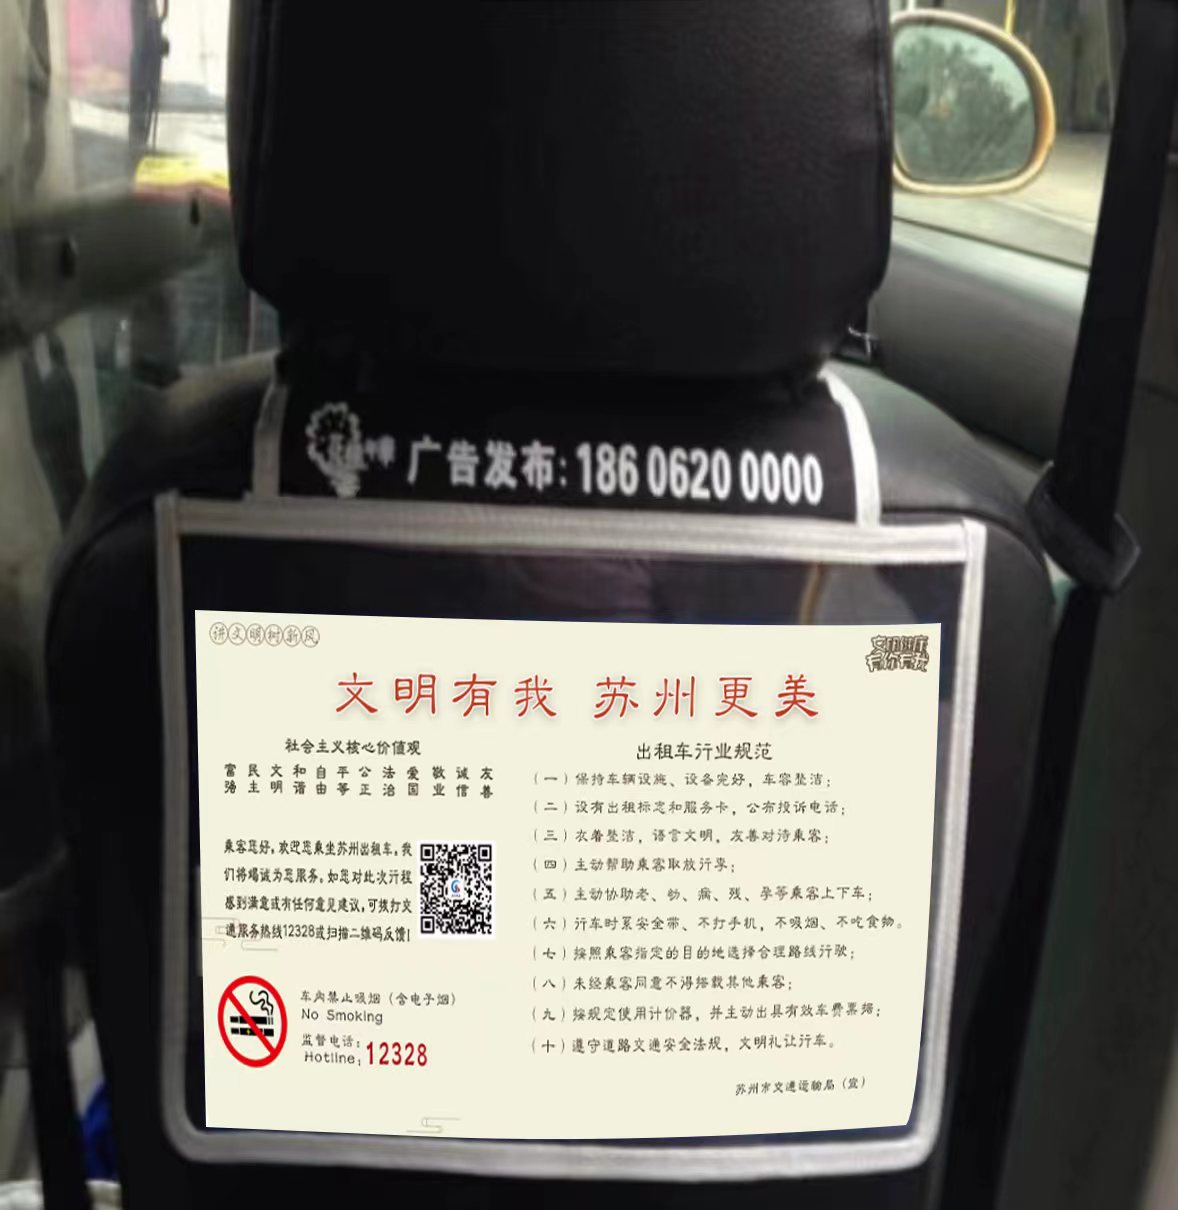 广告发布：186 0620 0000
讲文明树新风
文明健康
有你有我
文明有我 苏州更美
社会主义核心价值观
富 民 文 和 自 平 公 法 爱 敬 诚 友
强 主 明 谐 由 等 正 治 国 业 信 善
乘客您好，欢迎您乘坐苏州出租车，我
们将竭诚为您服务。如您对此次行程
感到满意或有任何意见建议，可拨打交
通服务热线12328或扫描二维码反馈！
车内禁止吸烟（含电子烟）
No Smoking
监督电话：
Hotline：12328
出租车行业规范
（一）保持车辆设施、设备完好，车容整洁；
（二）设有出租标志和服务卡，公布投诉电话；
（三）衣着整洁，语言文明，友善对待乘客；
（四）主动帮助乘客取放行李；
（五）主动协助老、幼、病、残、孕等乘客上下车；
（六）行车时系安全带、不打手机，不吸烟、不吃食物。
（七）按照乘客指定的目的地选择合理路线行驶；
（八）未经乘客同意不得搭载其他乘客；
（九）按规定使用计价器，并主动出具有效车费票据；
（十）遵守道路交通安全法规，文明礼让行车。
苏州市交通运输局（宣）